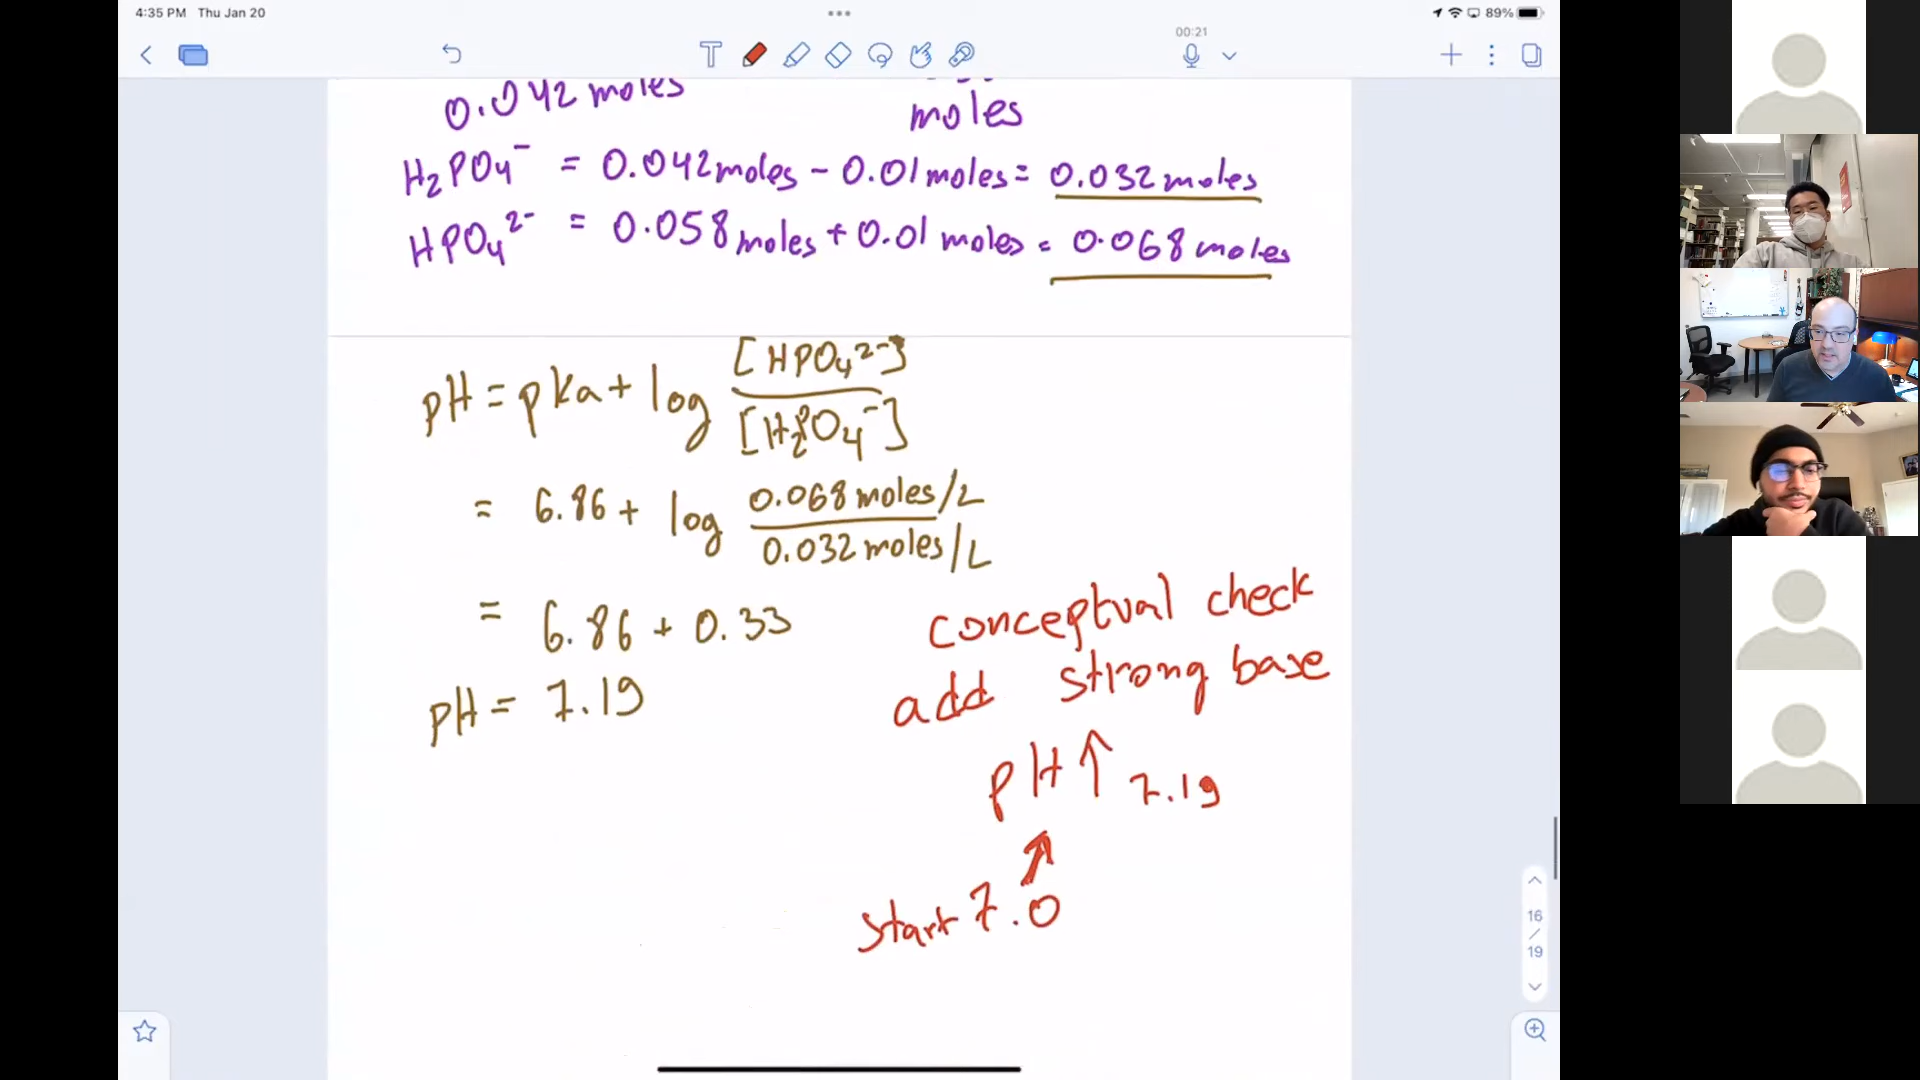 4:35 PM Thu Jan 20
89%
00:21
0.042 moles
moles
H₂PO₄⁻ = 0.042 moles - 0.01 moles = 0.032 moles
HPO₄²⁻ = 0.058 moles + 0.01 moles = 0.068 moles
pH = pKa + log [HPO₄²⁻] / [H₂PO₄⁻]
= 6.86 + log 0.068 moles/L / 0.032 moles/L
= 6.86 + 0.33
pH = 7.19
conceptual check
add strong base
pH ↑ 7.19
start 7.0
16
/
19